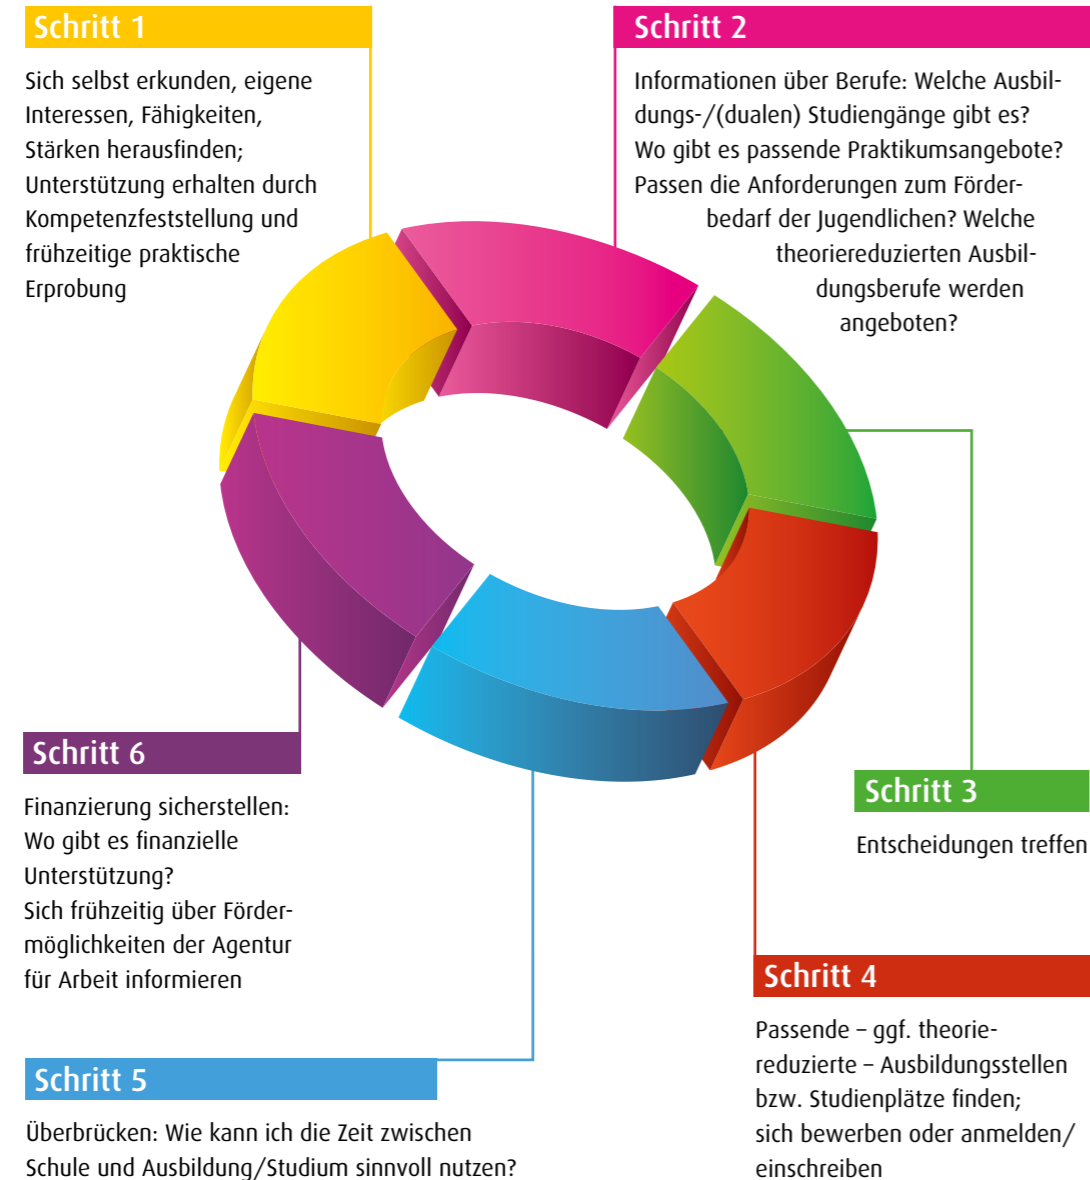 Schritt 1
Sich selbst erkunden, eigene
Interessen, Fähigkeiten,
Stärken herausfinden;
Unterstützung erhalten durch
Kompetenzfeststellung und
frühzeitige praktische
Erprobung
Schritt 2
Informationen über Berufe: Welche Ausbil-
dungs-/(dualen) Studiengänge gibt es?
Wo gibt es passende Praktikumsangebote?
Passen die Anforderungen zum Förder-
bedarf der Jugendlichen? Welche
theoriereduzierten Ausbil-
dungsberufe werden
angeboten?
Schritt 3
Entscheidungen treffen
Schritt 4
Passende – ggf. theorie-
reduzierte – Ausbildungsstellen
bzw. Studienplätze finden;
sich bewerben oder anmelden/
einschreiben
Schritt 5
Überbrücken: Wie kann ich die Zeit zwischen
Schule und Ausbildung/Studium sinnvoll nutzen?
Schritt 6
Finanzierung sicherstellen:
Wo gibt es finanzielle
Unterstützung?
Sich frühzeitig über Förder-
möglichkeiten der Agentur
für Arbeit informieren